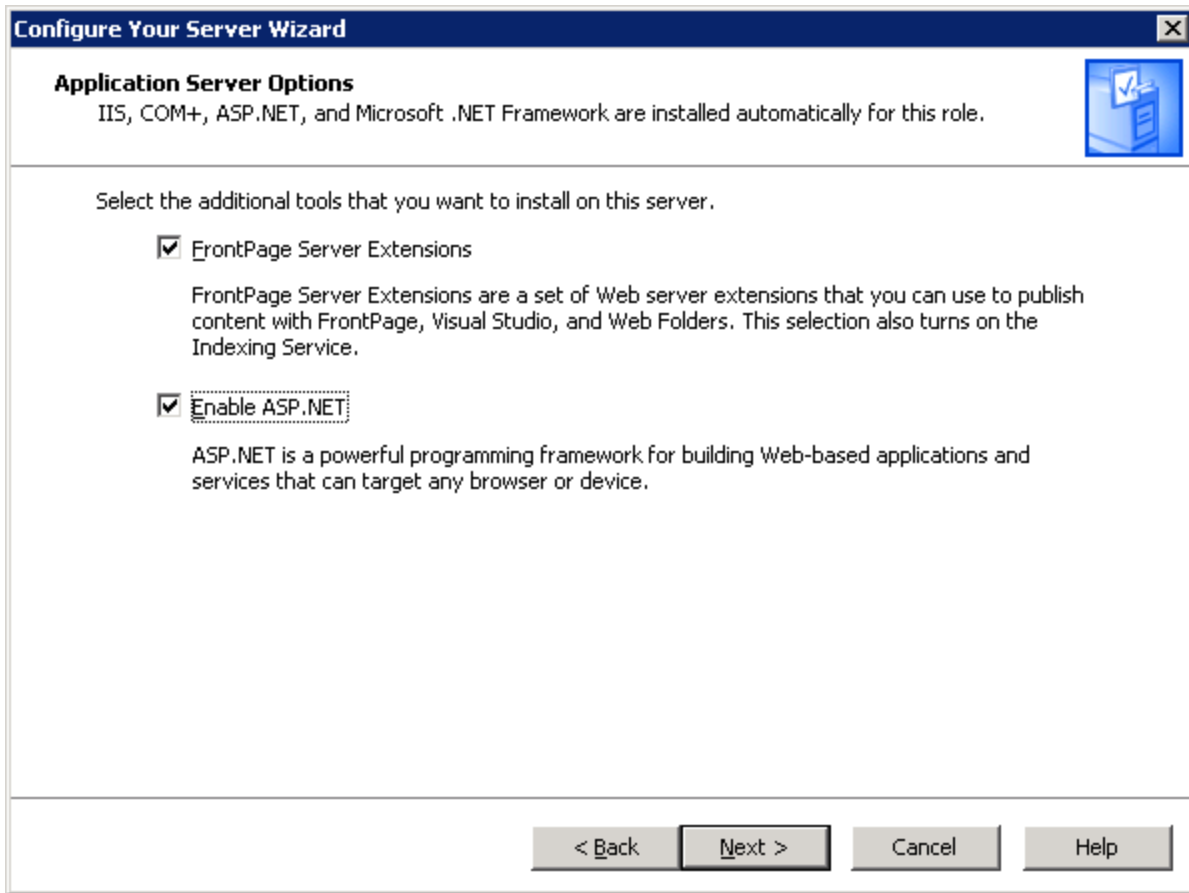 Configure Your Server Wizard
Application Server Options
IIS, COM+, ASP.NET, and Microsoft .NET Framework are installed automatically for this role.
Select the additional tools that you want to install on this server.
FrontPage Server Extensions
FrontPage Server Extensions are a set of Web server extensions that you can use to publish
content with FrontPage, Visual Studio, and Web Folders. This selection also turns on the
Indexing Service.
Enable ASP.NET
ASP.NET is a powerful programming framework for building Web-based applications and
services that can target any browser or device.
< Back
Next >
Cancel
Help